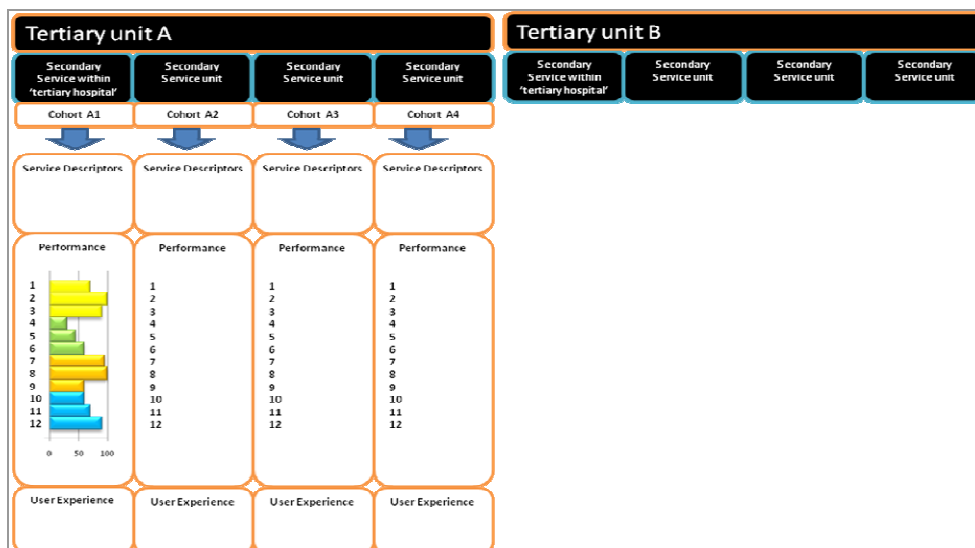 Tertiary unit A
Tertiary unit B
Secondary
Service within
'tertiary hospital'
Secondary
Service unit
Secondary
Service unit
Secondary
Service unit
Secondary
Service within
'tertiary hospital'
Secondary
Service unit
Secondary
Service unit
Secondary
Service unit
Cohort A1
Cohort A2
Cohort A3
Cohort A4
Service Descriptors
Service Descriptors
Service Descriptors
Service Descriptors
Performance
1
2
3
4
5
6
7
8
9
10
11
12
0 50 100
Performance
1
2
3
4
5
6
7
8
9
10
11
12
Performance
1
2
3
4
5
6
7
8
9
10
11
12
Performance
1
2
3
4
5
6
7
8
9
10
11
12
User Experience
User Experience
User Experience
User Experience